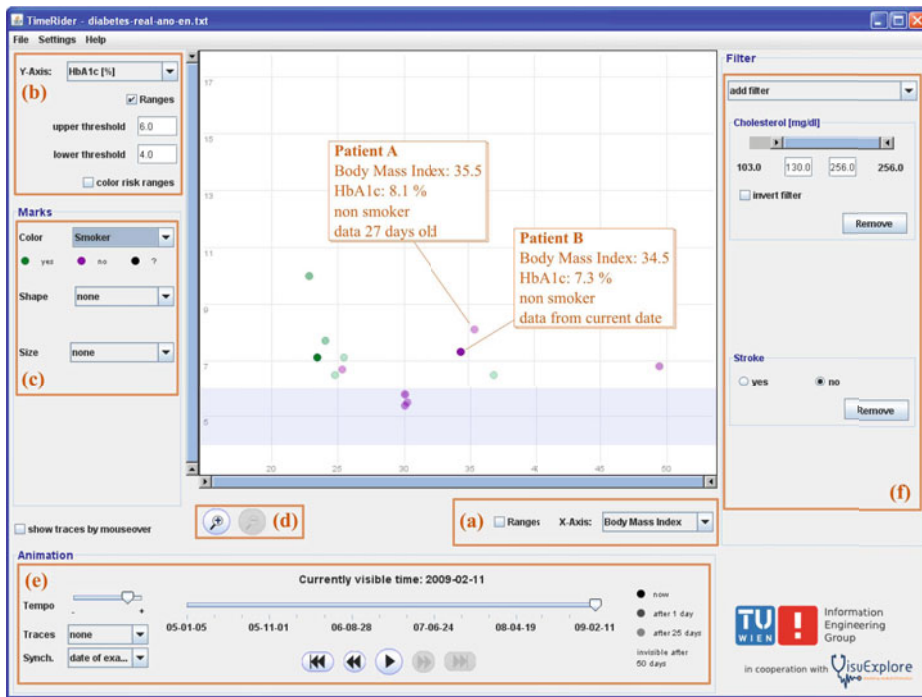 TimeRider - diabetes-real-ano-en.txt
File Settings Help
Y-Axis: HbA1c [%]
(b)
Ranges
upper threshold 6.0
lower threshold 4.0
color risk ranges
Marks
Color Smoker
yes no ?
Shape none
Size none
(c)
show traces by mouseover
17
15
13
11
9
7
5
20 25 30 35 40 45 50
Patient A
Body Mass Index: 35.5
HbA1c: 8.1 %
non smoker
data 27 days old
Patient B
Body Mass Index: 34.5
HbA1c: 7.3 %
non smoker
data from current date
(d)
(a) Ranges X-Axis: Body Mass Index
Filter
add filter
Cholesterol [mg/dl]
103.0 130.0 256.0 256.0
invert filter
Remove
Stroke
yes no
Remove
(f)
Animation
(e)
Currently visible time: 2009-02-11
Tempo
- +
05-01-05 05-11-01 06-08-28 07-06-24 08-04-19 09-02-11
Traces none
Synch. date of exa...
now
after 1 day
after 25 days
invisible after
50 days
TU
WIEN
!
Information
Engineering
Group
in cooperation with VisuExplore